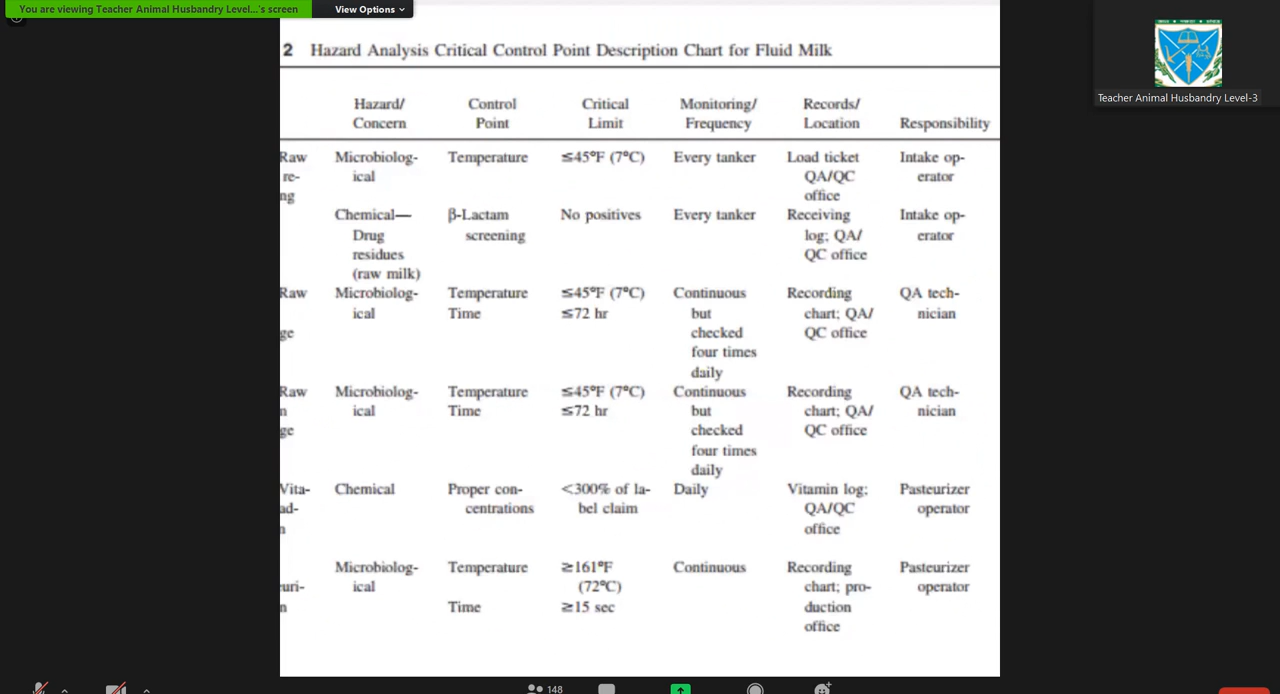 You are viewing Teacher Animal Husbandry Level...'s screen
View Options
Teacher Animal Husbandry Level-3
2 Hazard Analysis Critical Control Point Description Chart for Fluid Milk
Hazard/ Control Critical Monitoring/ Records/
Concern Point Limit Frequency Location Responsibility
Raw Microbiolog- Temperature ≤45°F (7°C) Every tanker Load ticket Intake op-
re- ical QA/QC erator
ng office
Chemical— β-Lactam No positives Every tanker Receiving Intake op-
Drug screening log; QA/ erator
residues QC office
(raw milk)
Raw Microbiolog- Temperature ≤45°F (7°C) Continuous Recording QA tech-
ical Time ≤72 hr but chart; QA/ nician
ge checked QC office
four times
daily
Raw Microbiolog- Temperature ≤45°F (7°C) Continuous Recording QA tech-
n ical Time ≤72 hr but chart; QA/ nician
ge checked QC office
four times
daily
Vita- Chemical Proper con- <300% of la- Daily Vitamin log; Pasteurizer
ad- centrations bel claim QA/QC operator
n office
Microbiolog- Temperature ≥161°F Continuous Recording Pasteurizer
uri- ical (72°C) chart; pro- operator
n Time ≥15 sec duction
office
148